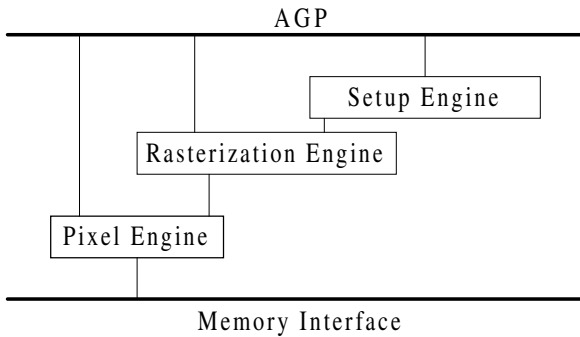 AGP
Setup Engine
Rasterization Engine
Pixel Engine
Memory Interface